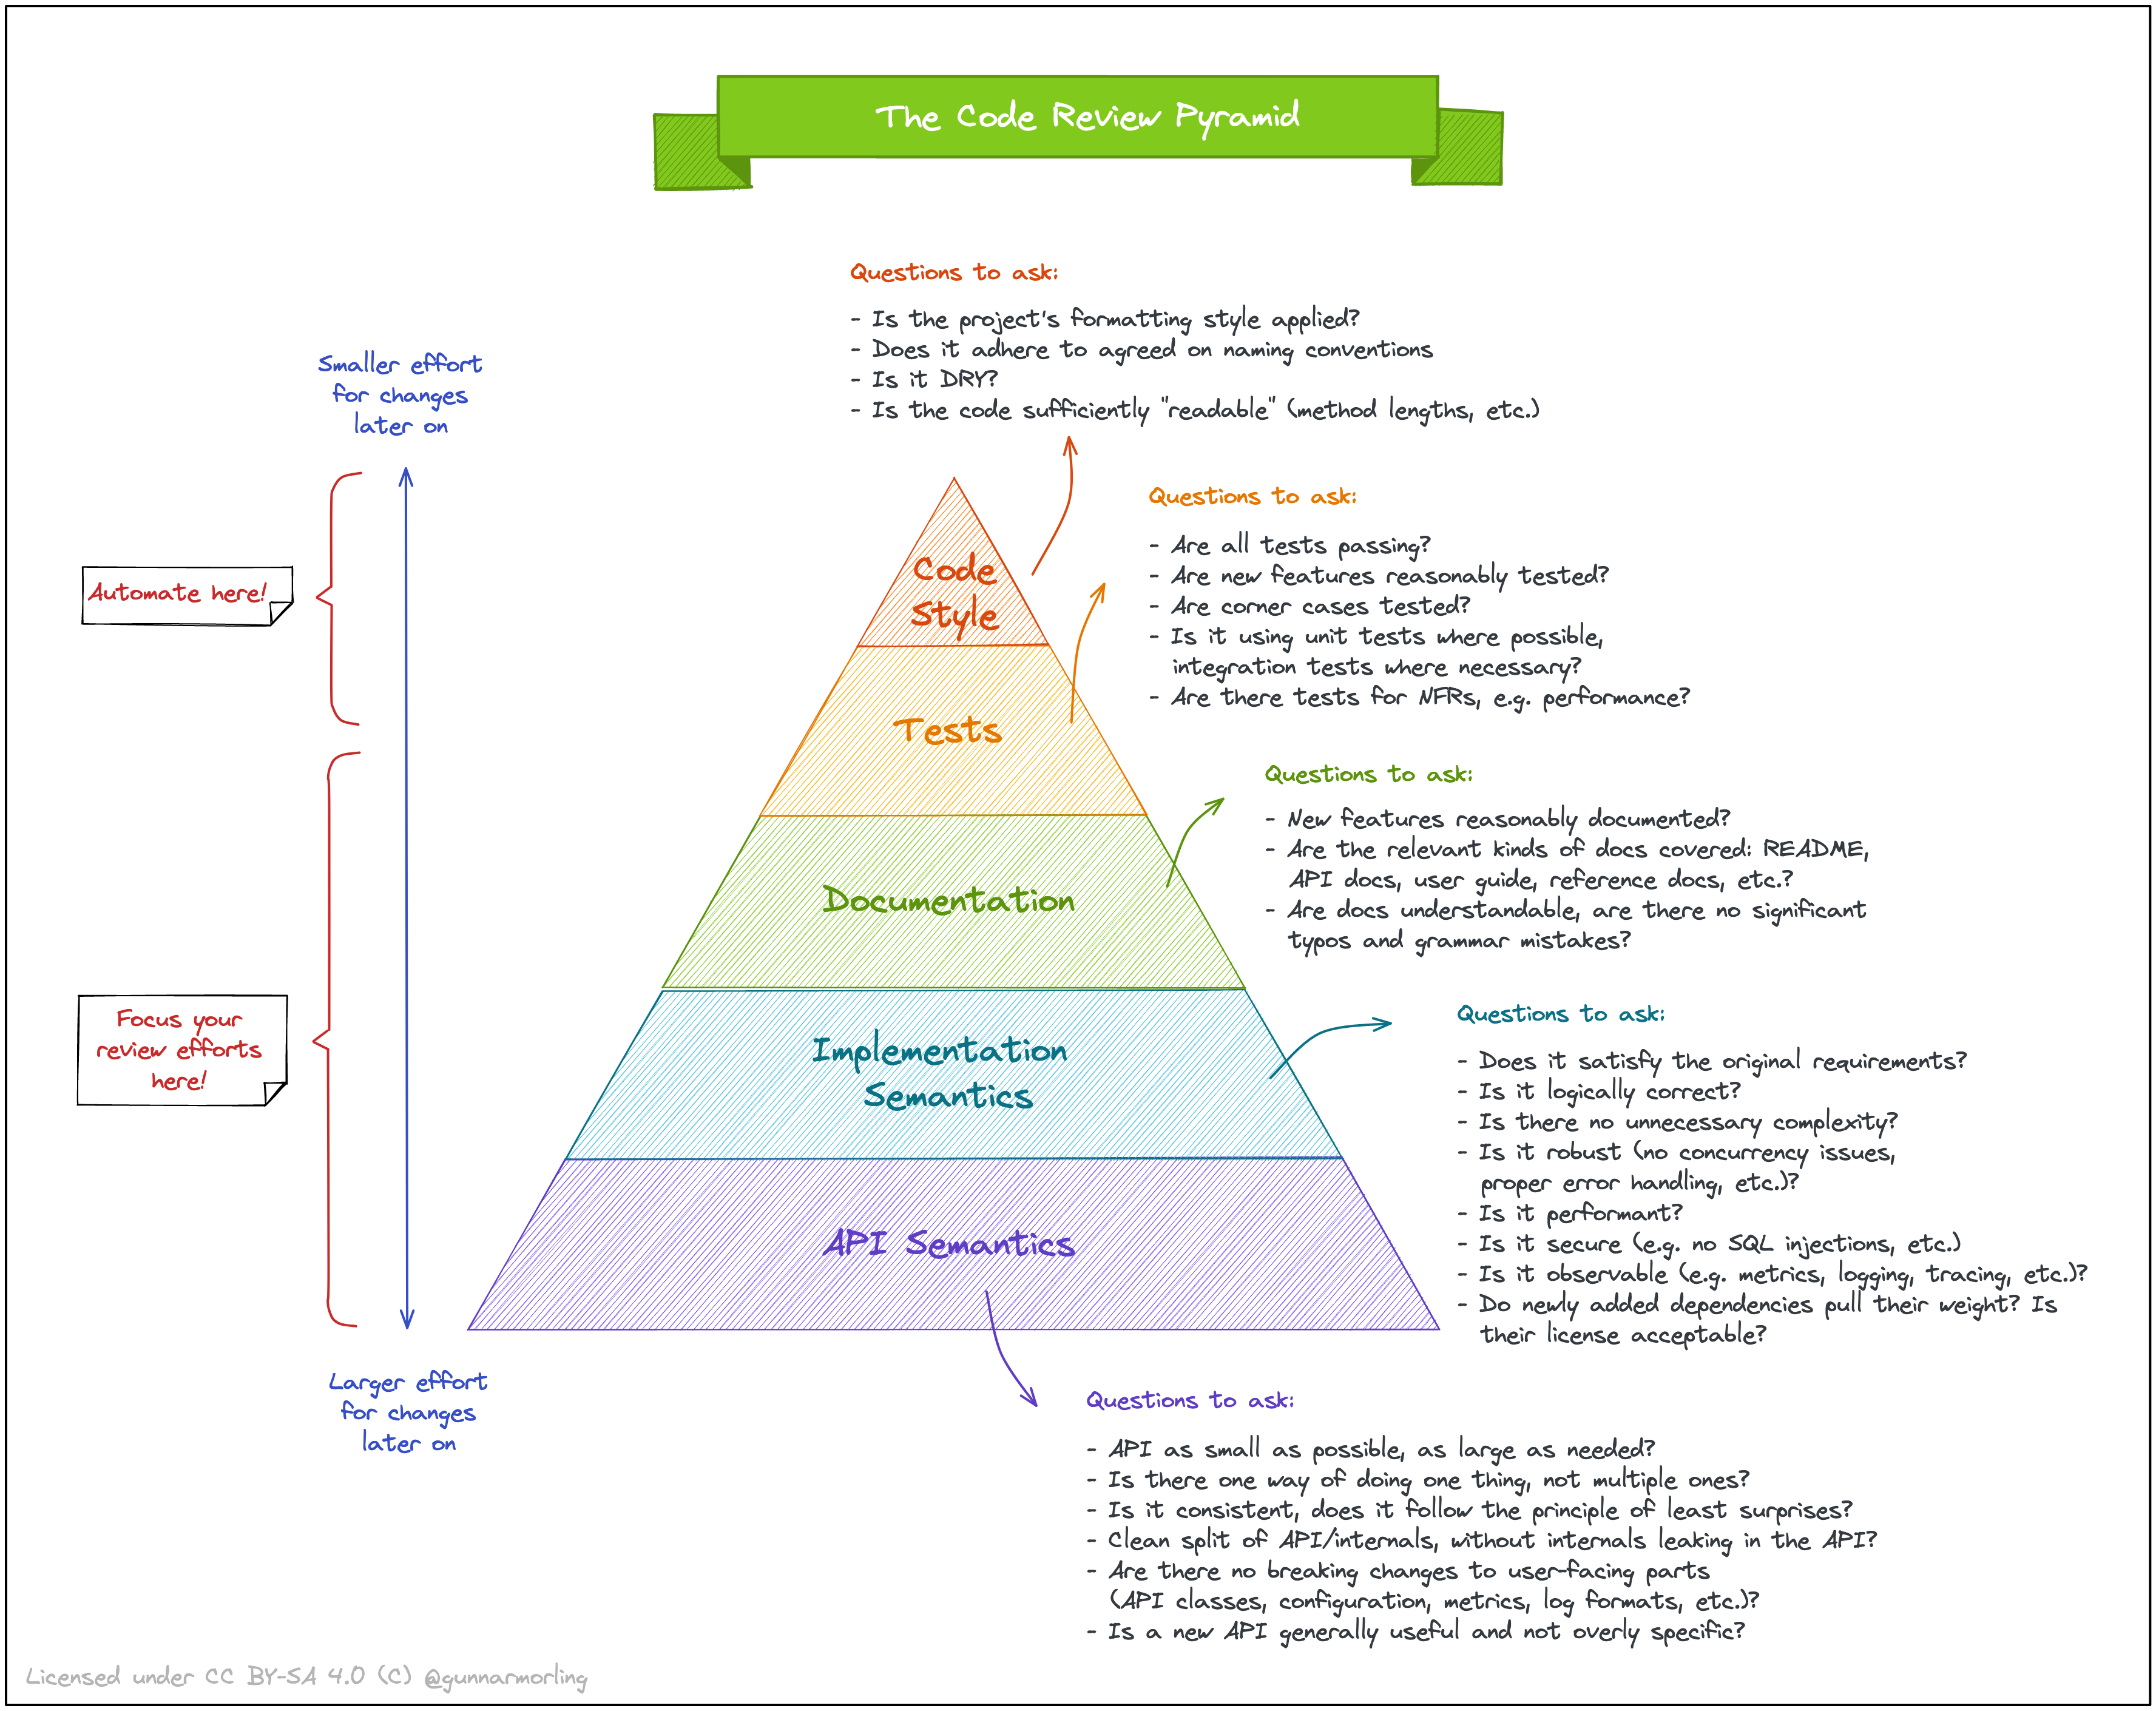 The Code Review Pyramid
Questions to ask:
- Is the project's formatting style applied?
- Does it adhere to agreed on naming conventions
- Is it DRY?
- Is the code sufficiently "readable" (method lengths, etc.)
Smaller effort
for changes
later on
Automate here!
Code
Style
Questions to ask:
- Are all tests passing?
- Are new features reasonably tested?
- Are corner cases tested?
- Is it using unit tests where possible,
integration tests where necessary?
- Are there tests for NFRs, e.g. performance?
Tests
Questions to ask:
- New features reasonably documented?
- Are the relevant kinds of docs covered: README,
API docs, user guide, reference docs, etc.?
- Are docs understandable, are there no significant
typos and grammar mistakes?
Documentation
Focus your
review efforts
here!
Implementation
Semantics
Questions to ask:
- Does it satisfy the original requirements?
- Is it logically correct?
- Is there no unnecessary complexity?
- Is it robust (no concurrency issues,
proper error handling, etc.)?
- Is it performant?
- Is it secure (e.g. no SQL injections, etc.)
- Is it observable (e.g. metrics, logging, tracing, etc.)?
- Do newly added dependencies pull their weight? Is
their license acceptable?
API Semantics
Larger effort
for changes
later on
Questions to ask:
- API as small as possible, as large as needed?
- Is there one way of doing one thing, not multiple ones?
- Is it consistent, does it follow the principle of least surprises?
- Clean split of API/internals, without internals leaking in the API?
- Are there no breaking changes to user-facing parts
(API classes, configuration, metrics, log formats, etc.)?
- Is a new API generally useful and not overly specific?
Licensed under CC BY-SA 4.0 (C) @gunnarmorling